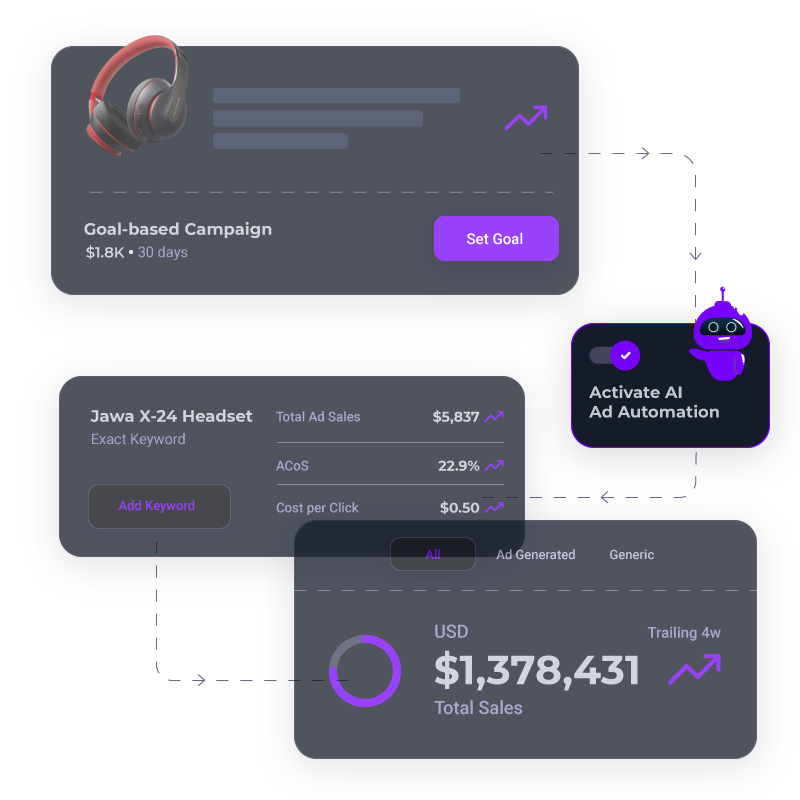 Goal-based Campaign
$1.8K • 30 days
Set Goal
Activate AI
Ad Automation
Jawa X-24 Headset
Exact Keyword
Add Keyword
Total Ad Sales $5,837
ACoS 22.9%
Cost per Click $0.50
All Ad Generated Generic
USD Trailing 4w
$1,378,431
Total Sales